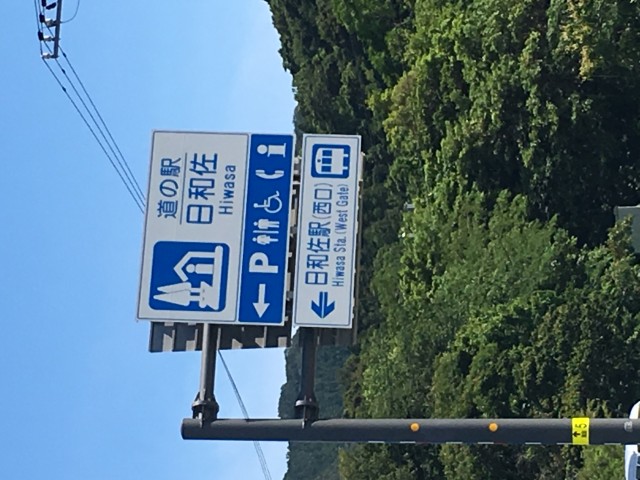 道の駅
日和佐
Hiwasa
P
i
日和佐駅(西口)
Hiwasa Sta. (West Gate)